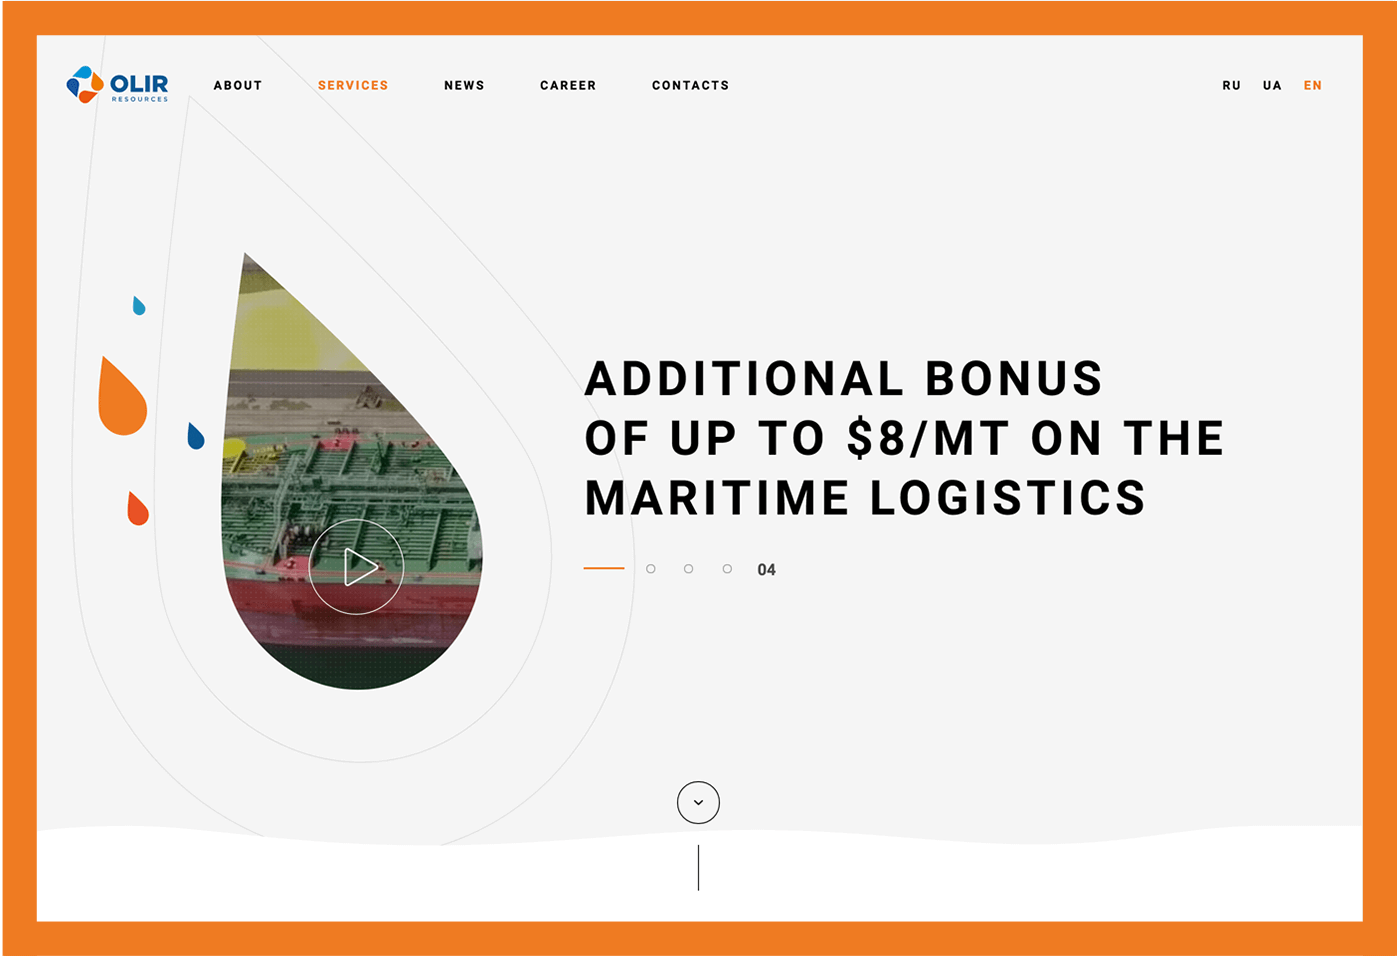 OLIR
RESOURCES
ABOUT
SERVICES
NEWS
CAREER
CONTACTS
RU
UA
EN
ADDITIONAL BONUS
OF UP TO $8/MT ON THE
MARITIME LOGISTICS
04